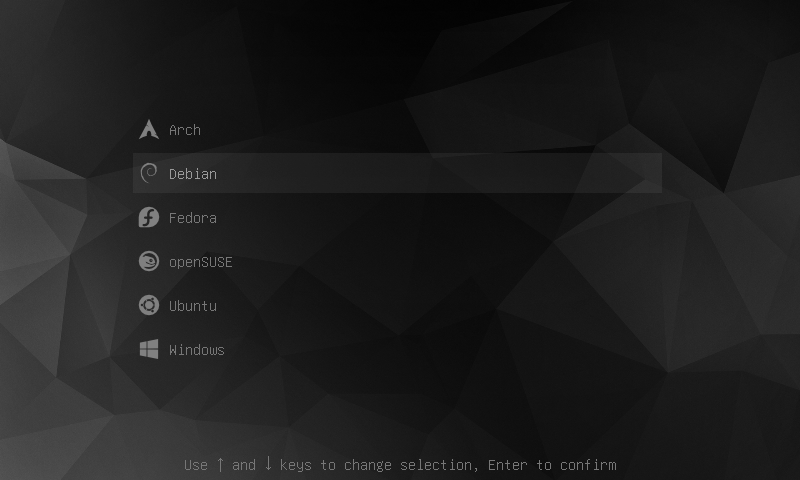 Arch
Debian
Fedora
openSUSE
Ubuntu
Windows
Use ↑ and ↓ keys to change selection, Enter to confirm